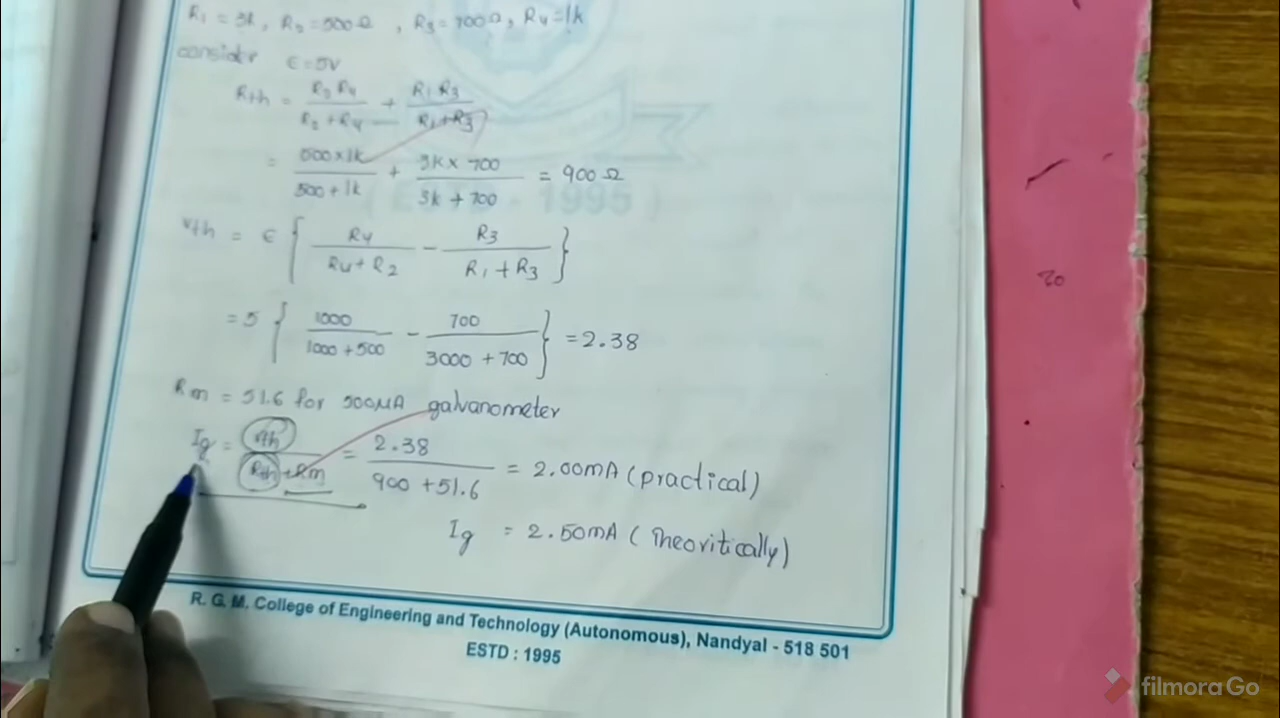 R1 = 3k, R2 = 500Ω, R3 = 700Ω, R4 = 1k
consider ϵ = 5V
Rth = R2 R4 / R2 + R4 + R1 R3 / R1 + R3
= 500 x 1k / 500 + 1k + 3k x 700 / 3k + 700 = 900 Ω
Vth = ϵ { R4 / R4 + R2 - R3 / R1 + R3 }
= 5 { 1000 / 1000 + 500 - 700 / 3000 + 700 } = 2.38
Rm = 51.6 for 500μA galvanometer
Ig = Vth / Rth + Rm = 2.38 / 900 + 51.6 = 2.00mA (practical)
Ig = 2.50mA ( Theoritically)
R. G. M. College of Engineering and Technology (Autonomous), Nandyal - 518 501
ESTD : 1995
( ESTD - 1995 )
filmoraGo